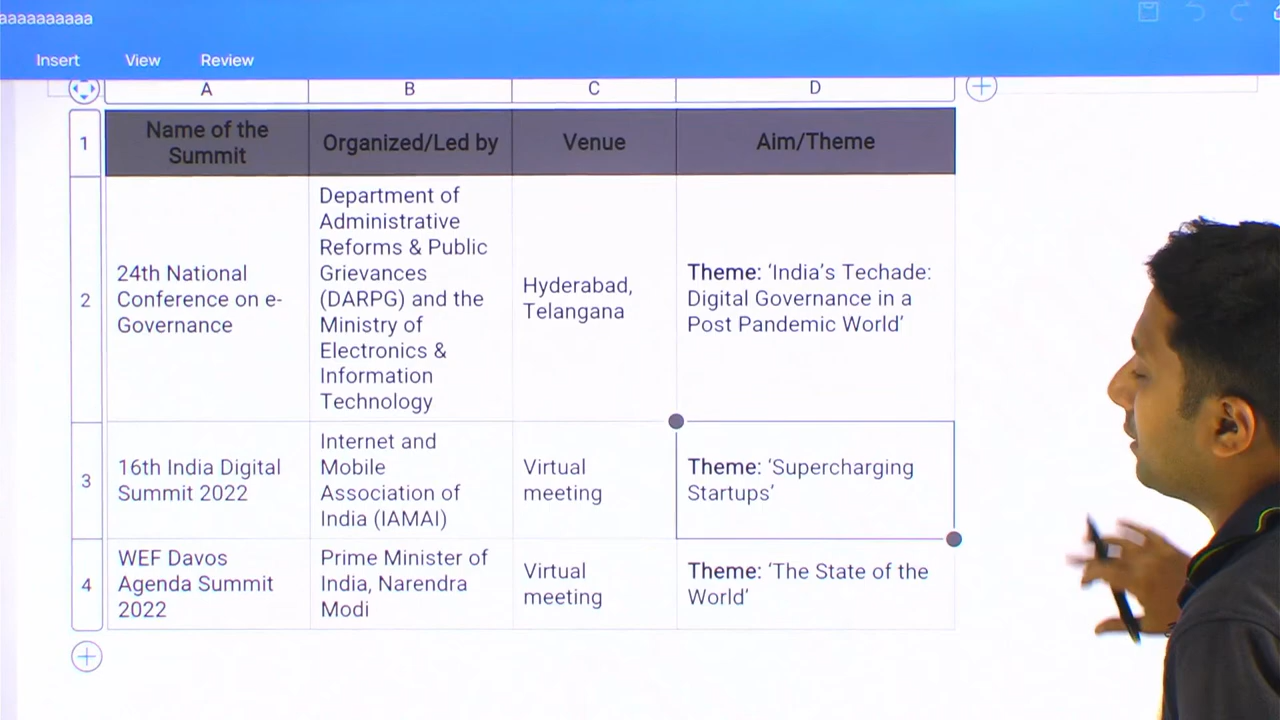 aaaaaaaaaa
Insert View Review
A B C D
1
Name of the
Summit
Organized/Led by
Venue
Aim/Theme
2
24th National
Conference on e-
Governance
Department of
Administrative
Reforms & Public
Grievances
(DARPG) and the
Ministry of
Electronics &
Information
Technology
Hyderabad,
Telangana
Theme: ‘India’s Techade:
Digital Governance in a
Post Pandemic World’
3
16th India Digital
Summit 2022
Internet and
Mobile
Association of
India (IAMAI)
Virtual
meeting
Theme: ‘Supercharging
Startups’
4
WEF Davos
Agenda Summit
2022
Prime Minister of
India, Narendra
Modi
Virtual
meeting
Theme: ‘The State of the
World’